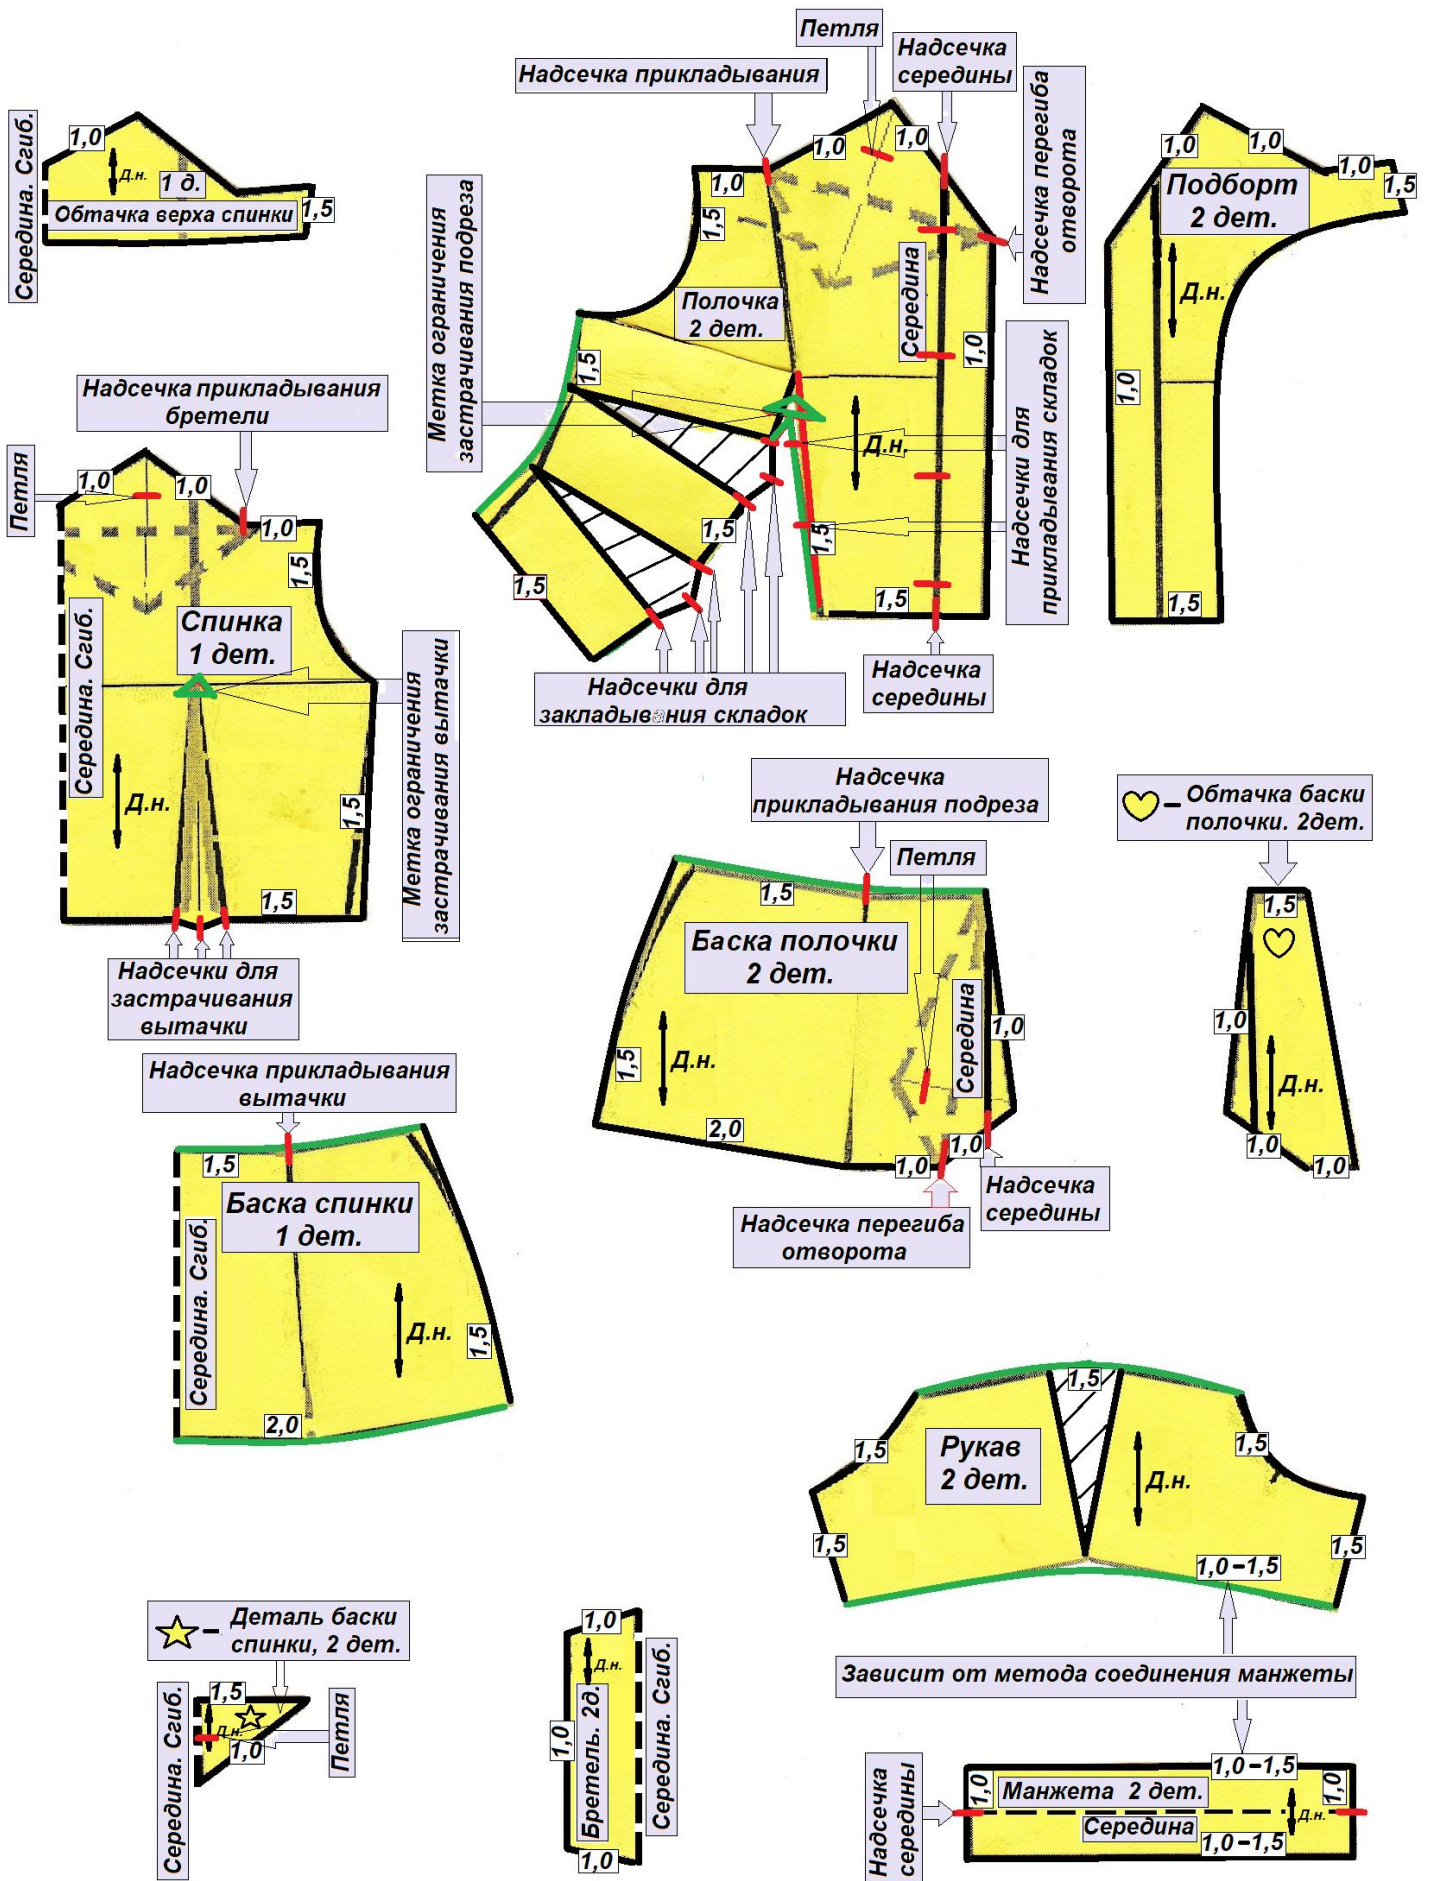 Петля
Надсечка
середины
Надсечка прикладывания
Надсечка перегиба
отворота
Середина. Сгиб.
1,0
Д.н.
1 д.
Обтачка верха спинки
1,5
1,0
1,0
1,0
1,5
Метка ограничения
застрачивания подреза
Полочка
2 дет.
Середина
1,0
1,5
Д.н.
1,5
1,5
1,5
1,5
Надсечки для
прикладывания складок
Надсечки для
закладывания складок
Надсечка
середины
1,0
1,0
1,0
1,5
Подборт
2 дет.
Д.н.
1,0
1,5
Надсечка прикладывания
бретели
Петля
1,0
1,0
1,0
1,5
Середина. Сгиб.
Спинка
1 дет.
Д.н.
1,5
1,5
Метка ограничения
застрачивания вытачки
Надсечки для
застрачивания
вытачки
Надсечка
прикладывания подреза
Петля
1,5
Баска полочки
2 дет.
Середина
1,0
1,5
Д.н.
2,0
1,0
1,0
Надсечка
середины
Надсечка перегиба
отворота
– Обтачка баски
полочки. 2дет.
1,5
1,0
Д.н.
1,0
1,0
Надсечка прикладывания
вытачки
1,5
Баска спинки
1 дет.
Середина. Сгиб.
Д.н.
1,5
2,0
1,5
1,5
1,5
Рукав
2 дет.
Д.н.
1,5
1,5
1,0–1,5
Зависит от метода соединения манжеты
– Деталь баски
спинки, 2 дет.
Середина. Сгиб.
1,5
Д.н.
1,0
Петля
1,0
Д.н.
1,0
Бретель. 2д.
Середина. Сгиб.
1,0
Надсечка
середины
1,0–1,5
1,0
Манжета 2 дет.
1,0
Д.н.
Середина
1,0–1,5